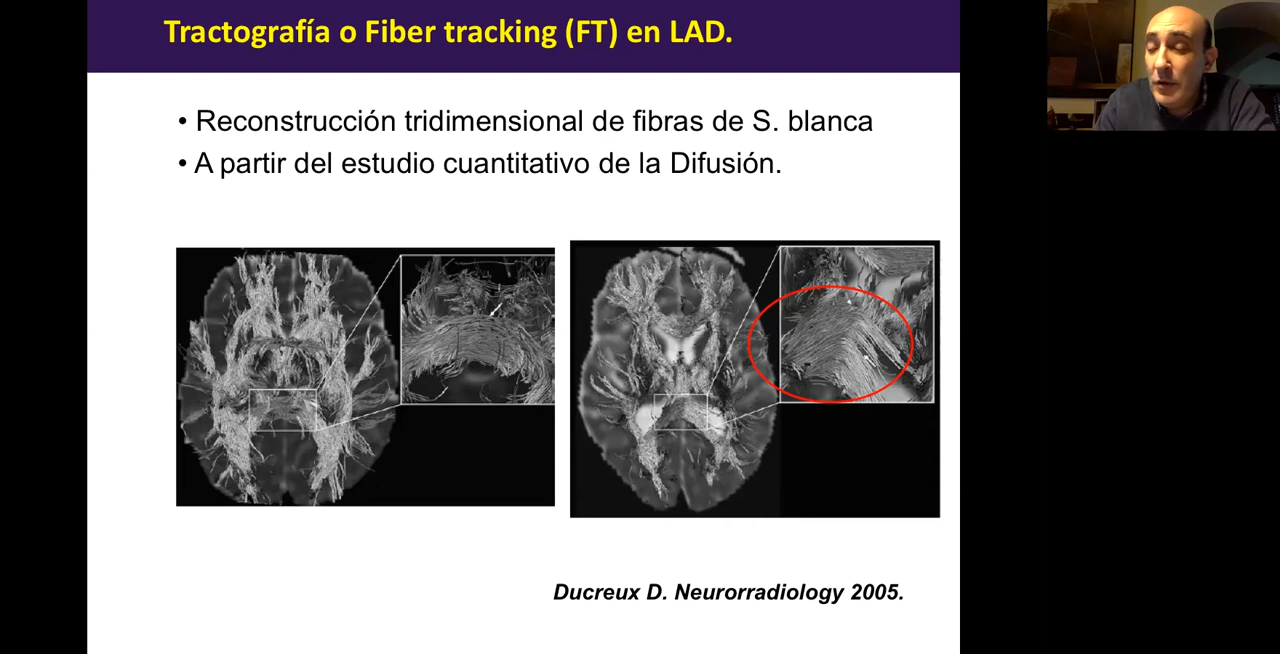 Tractografía o Fiber tracking (FT) en LAD.
• Reconstrucción tridimensional de fibras de S. blanca
• A partir del estudio cuantitativo de la Difusión.
Ducreux D. Neurorradiology 2005.